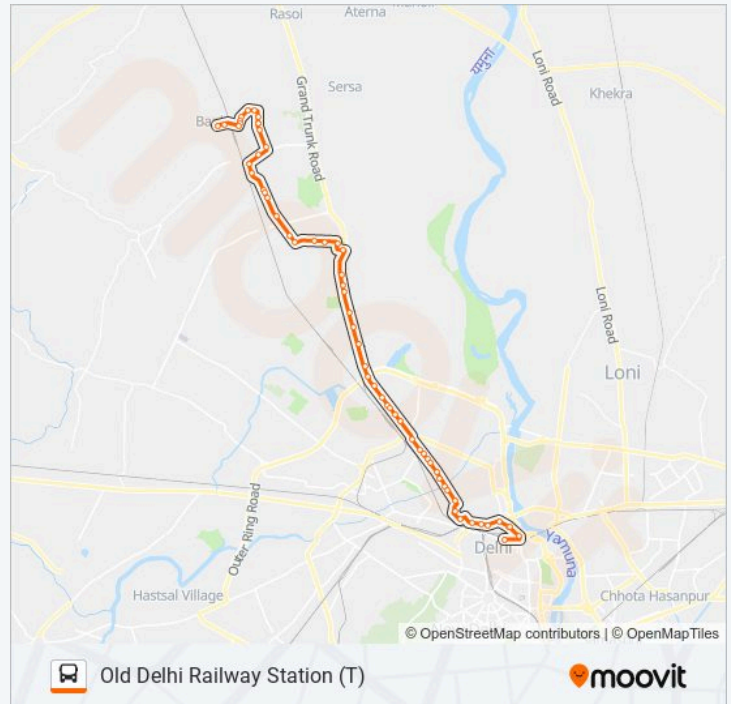 Rasoi
Aterna
Sersa
Grand Trunk Road
यमुना
Loni Road
Khekra
Loni Road
Loni
Outer Ring Road
Delhi
Yamuna
Hastsal Village
Chhota Hasanpur
© OpenStreetMap contributors | © OpenMapTiles
Old Delhi Railway Station (T)
moovit